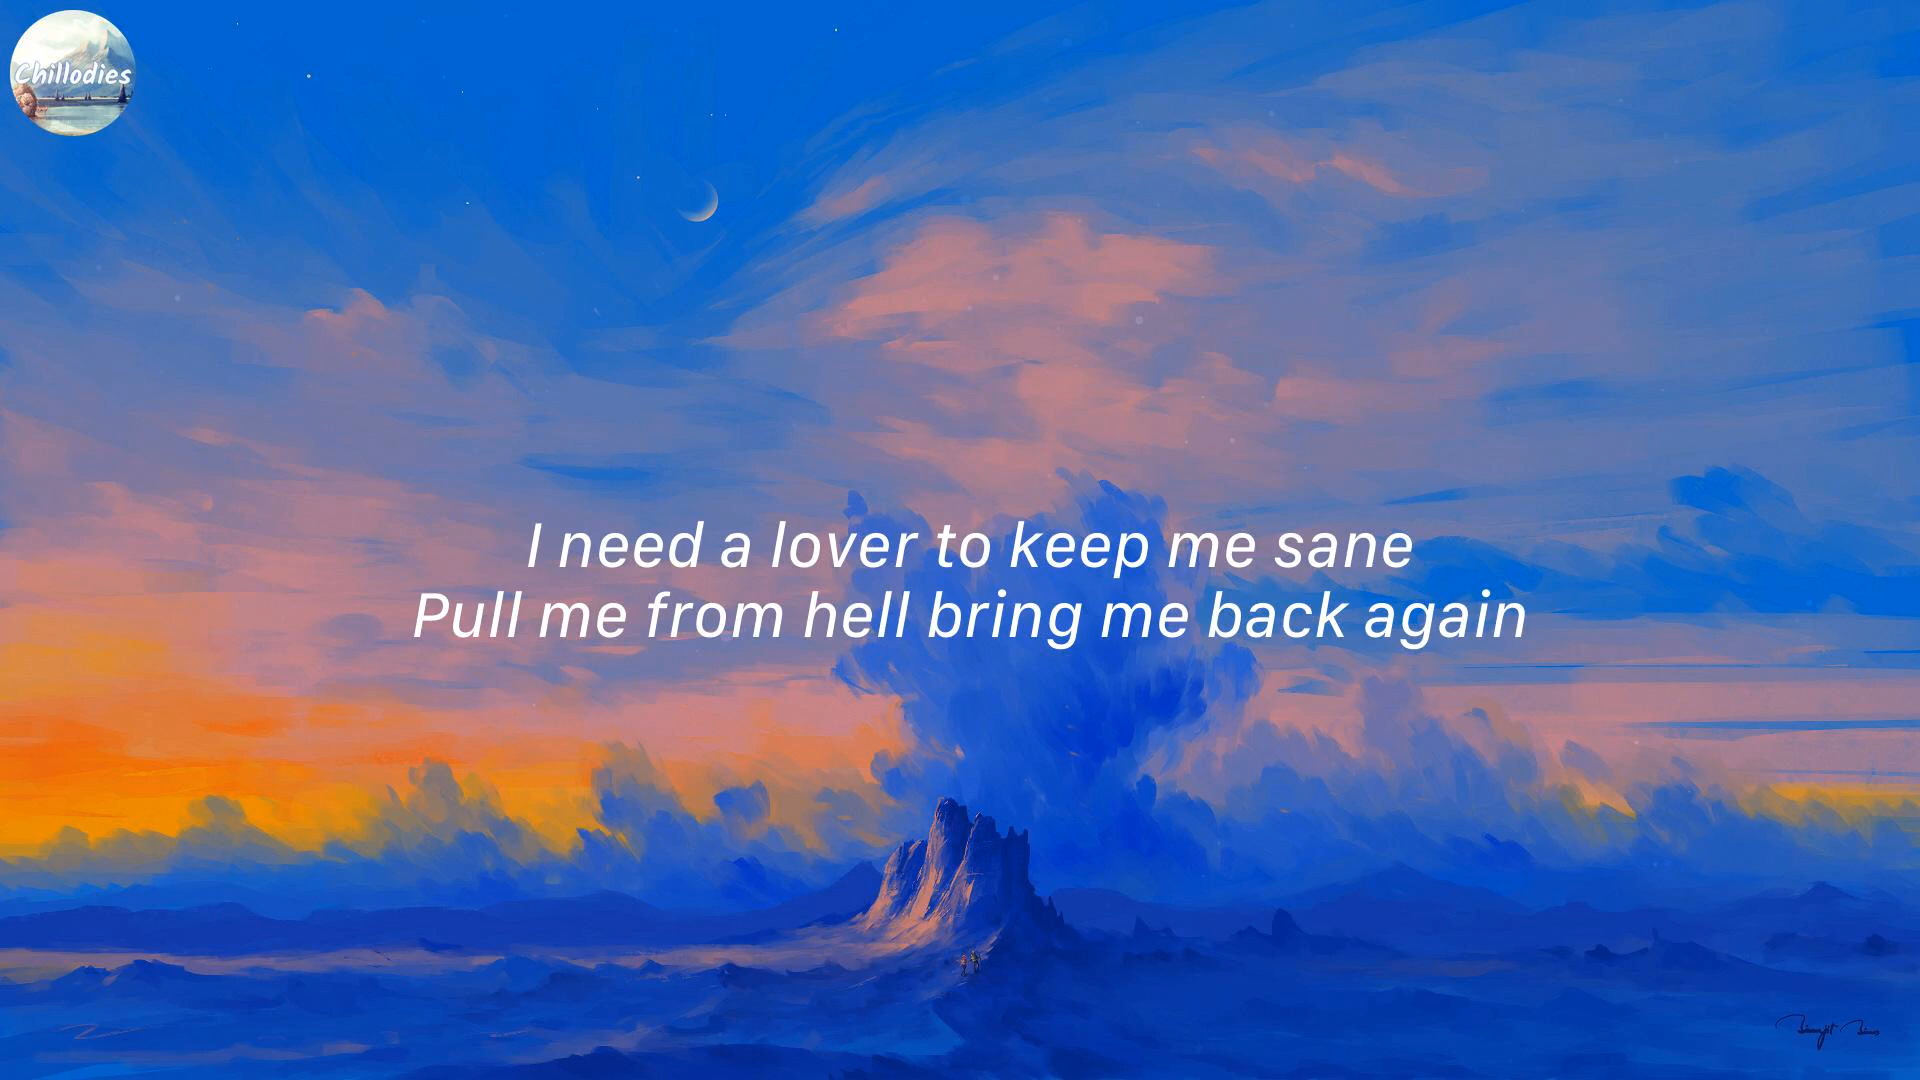 Chillodies
I need a lover to keep me sane
Pull me from hell bring me back again